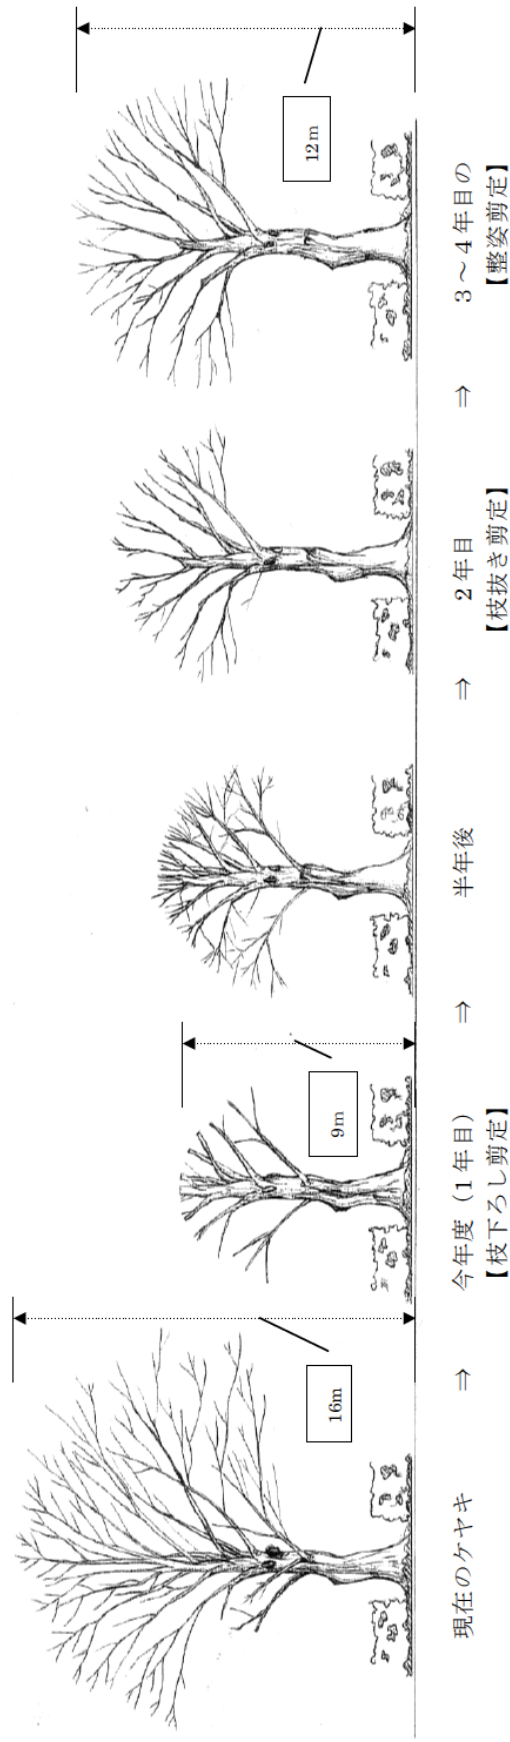 16m
9m
12m
現在のケヤキ
⇒
今年度（1年目）
【枝下ろし剪定】
⇒
半年後
⇒
2年目
【枝抜き剪定】
⇒
3～4年目の
【整姿剪定】